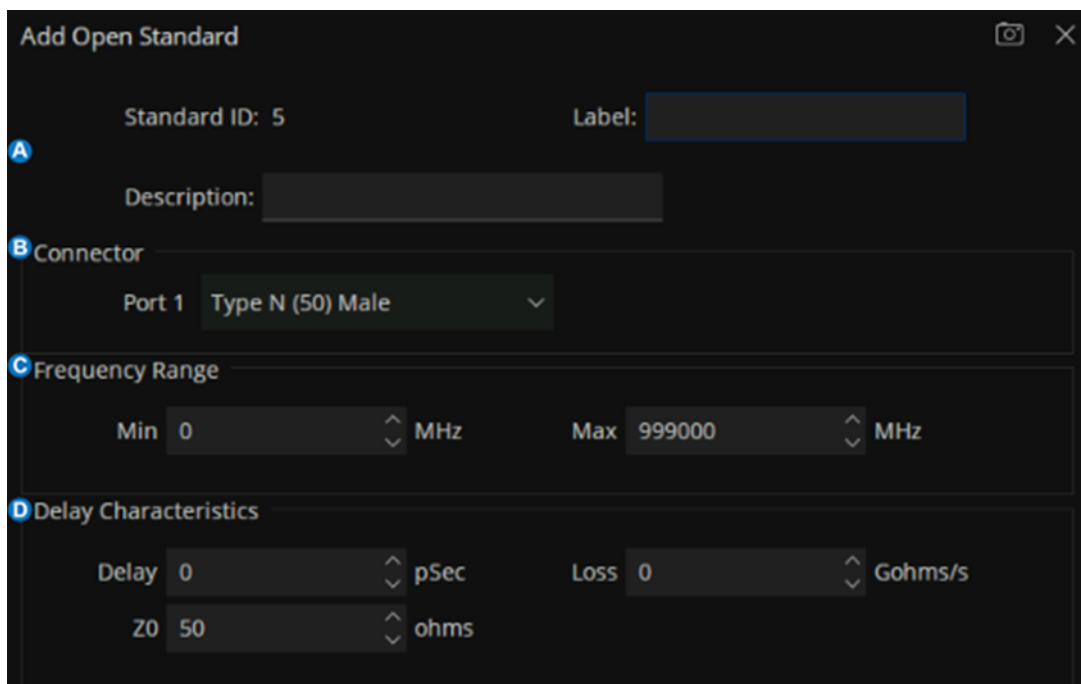 Add Open Standard
Standard ID: 5 Label:
A
Description:
B Connector
Port 1 Type N (50) Male
C Frequency Range
Min 0 MHz Max 999000 MHz
D Delay Characteristics
Delay 0 pSec Loss 0 Gohms/s
Z0 50 ohms